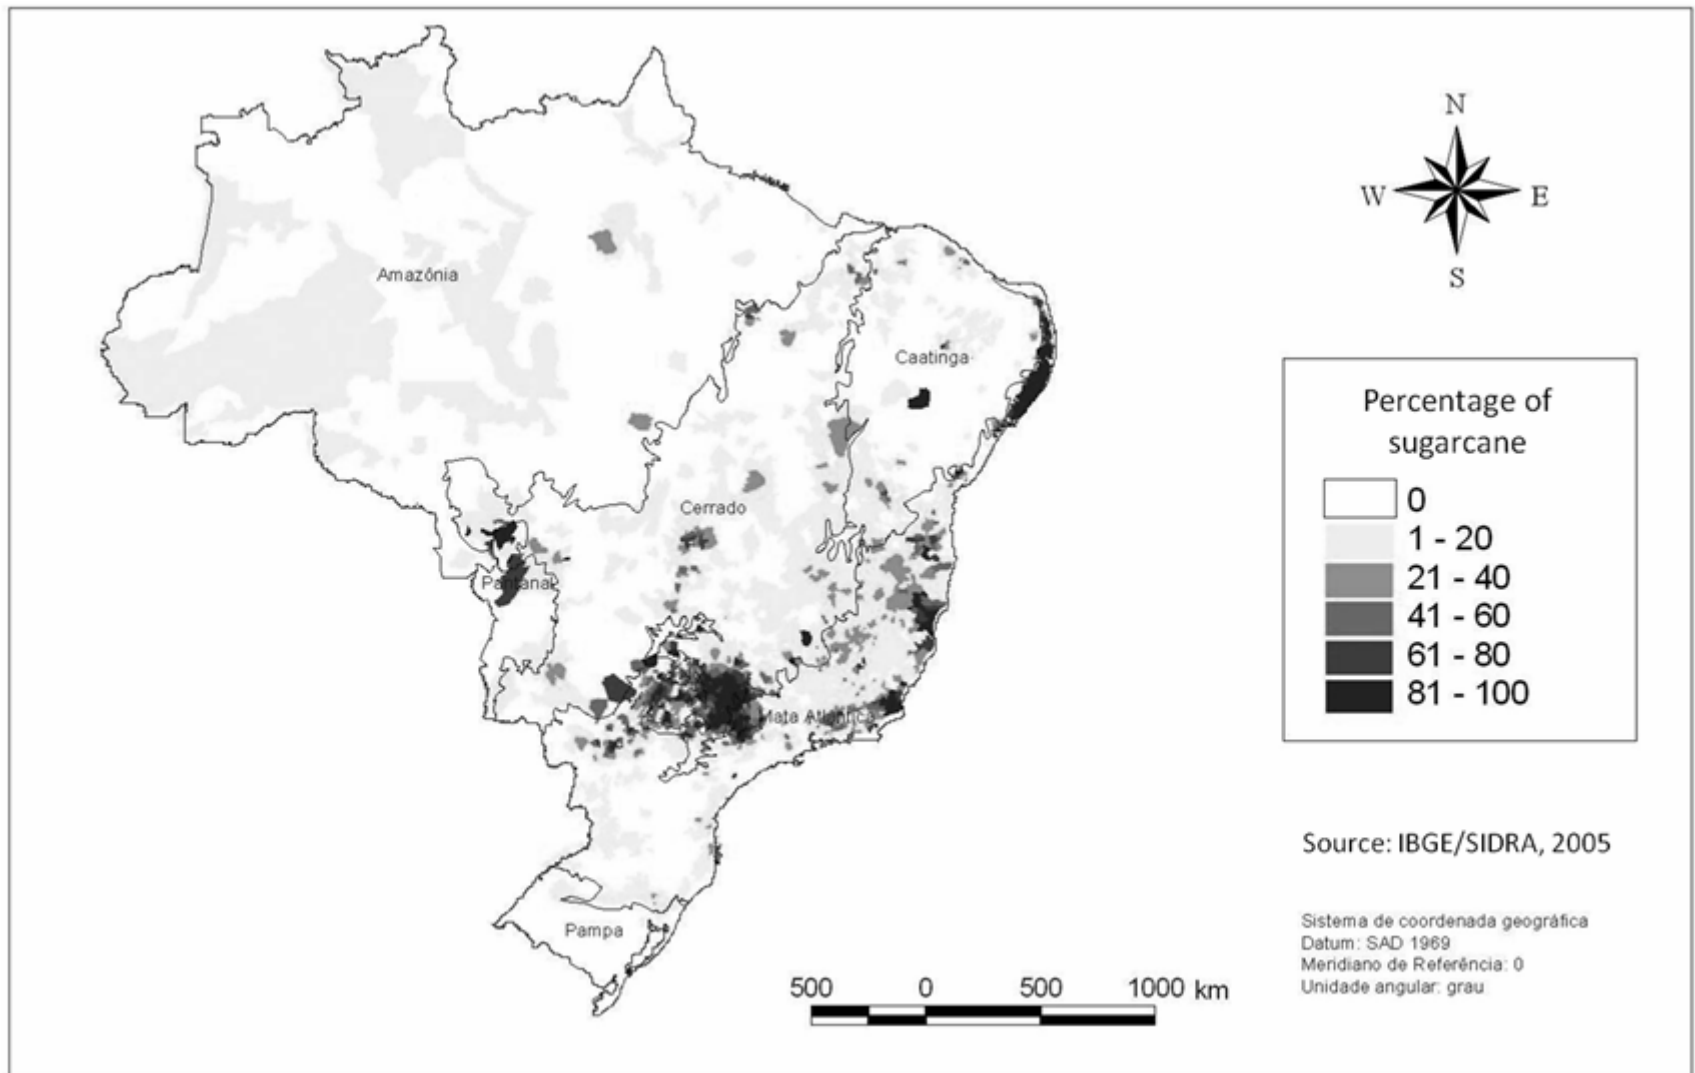 N
W
E
S
Amazônia
Caatinga
Cerrado
Pantanal
Mata Atlântica
Pampa
Percentage of
sugarcane
0
1 - 20
21 - 40
41 - 60
61 - 80
81 - 100
Source: IBGE/SIDRA, 2005
Sistema de coordenada geográfica
Datum: SAD 1969
Meridiano de Referência: 0
Unidade angular: grau
500 0 500 1000 km